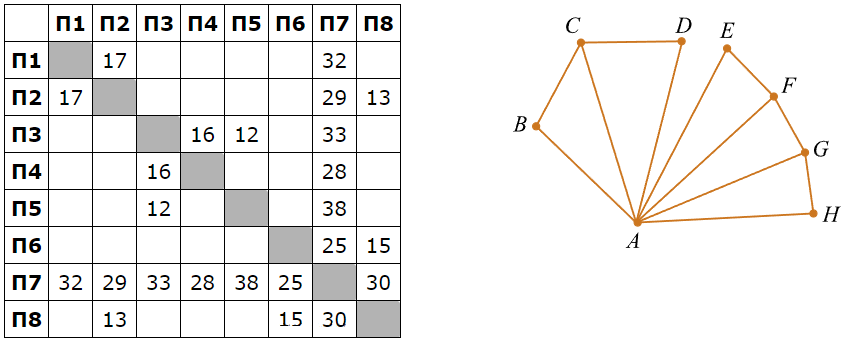 П1 П2 П3 П4 П5 П6 П7 П8
П1 17 32
П2 17 29 13
П3 16 12 33
П4 16 28
П5 12 38
П6 25 15
П7 32 29 33 28 38 25 30
П8 13 15 30
C D E
F
B G
A H